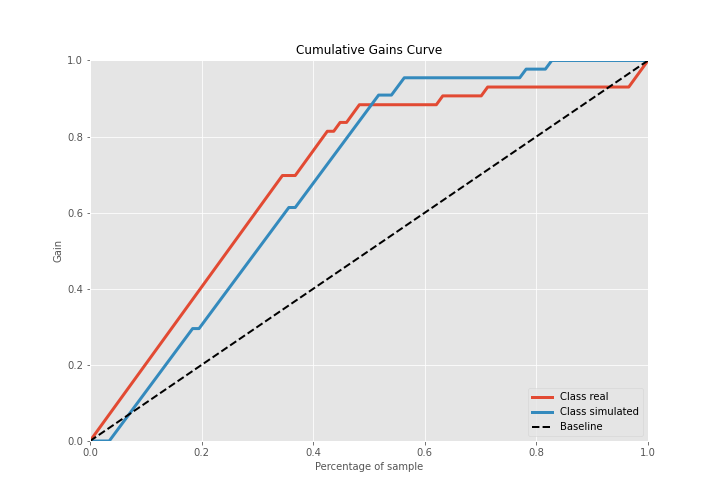 Cumulative Gains Curve
1.0
0.8
0.6
0.4
0.2
0.0
Gain
0.0 0.2 0.4 0.6 0.8 1.0
Percentage of sample
Class real
Class simulated
Baseline